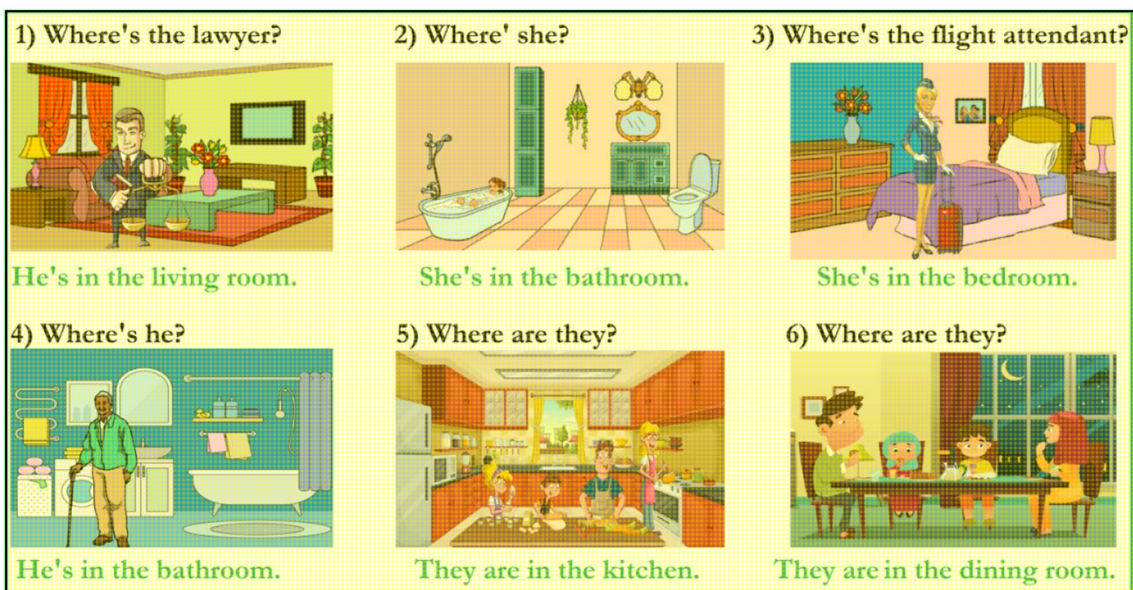 1) Where's the lawyer?
2) Where' she?
3) Where's the flight attendant?
He's in the living room.
She's in the bathroom.
She's in the bedroom.
4) Where's he?
5) Where are they?
6) Where are they?
He's in the bathroom.
They are in the kitchen.
They are in the dining room.